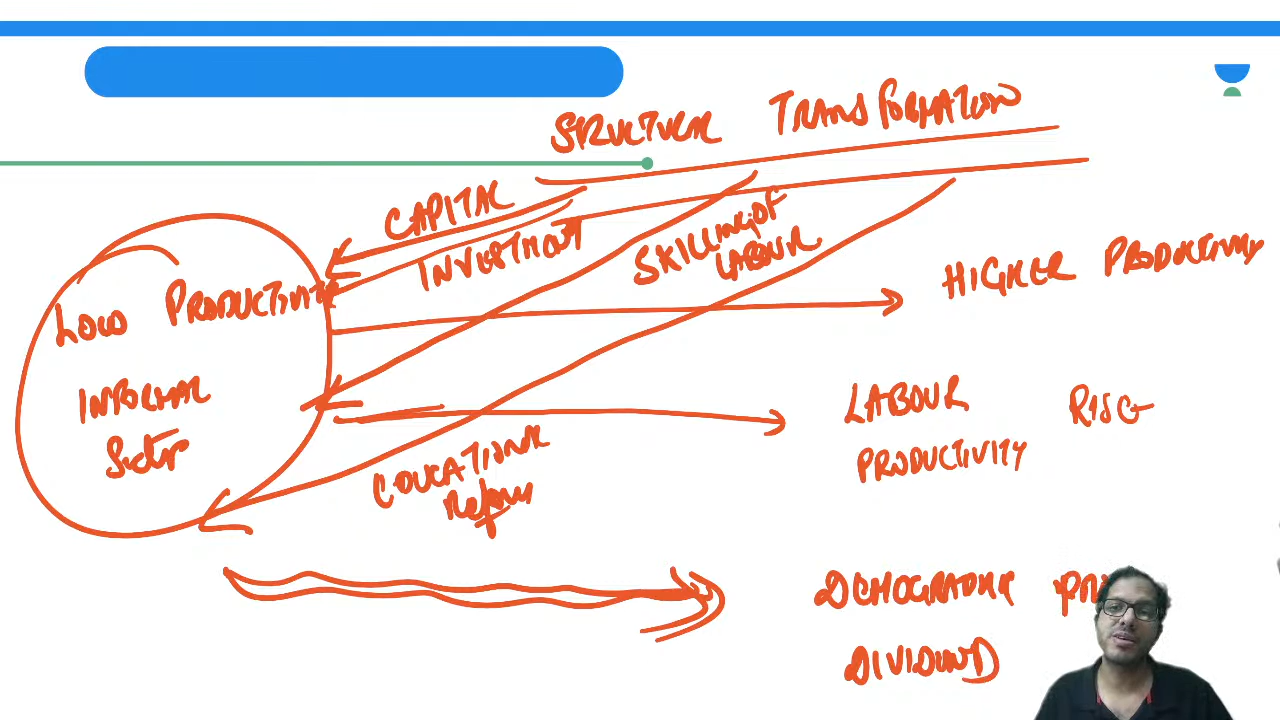 STRUCTURE TRANSFORMATION
CAPITAL
INVESTMENT
SKILLING OF
LABOUR
HIGHER PRODUCTIVITY
LOW PRODUCTIVITY
INFORMAL
Sector
LABOUR RISE
PRODUCTIVITY
EDUCATIONAL
Reform
DEMOGRAPHIC
DIVIDEND